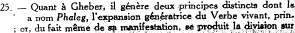 25. — Quant à Gheber, il génère deux principes distincts dont le
a nom Phaleg, l'expansion génératrice du Verbe vivant, prin.
; or, du fait même de sa manifestation, se produit la division sur